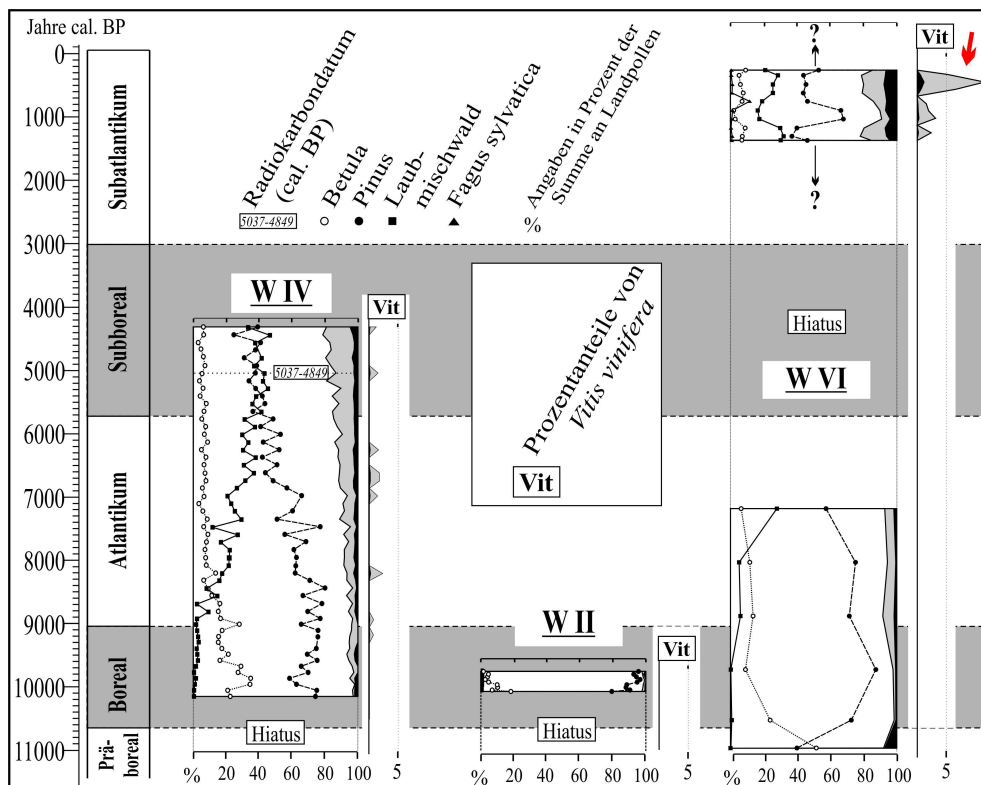 Jahre cal. BP
0
1000
2000
3000
4000
5000
6000
7000
8000
9000
10000
11000
Subatlantikum
Subboreal
Atlantikum
Boreal
Prä-
boreal
Radiokarbondatum
(cal. BP)
5037-4849
Betula
Pinus
Laub-
mischwald
Fagus sylvatica
Angaben in Prozent der
Summe an Landpollen
%
W IV
Vit
5037-4849
Hiatus
% 20 40 60 80 100 5
Prozentanteile von
Vitis vinifera
Vit
W II
Vit
Hiatus
% 20 40 60 80 100 5
?
Vit
5
?
Hiatus
W VI
% 20 40 60 80 100 5